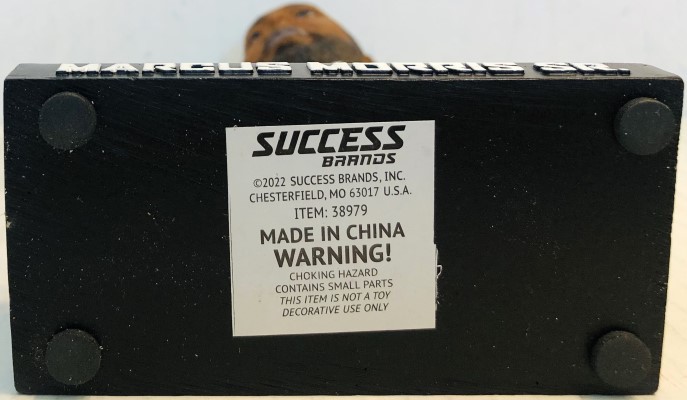 MARCUS MORRIS SR.
SUCCESS
BRANDS
©2022 SUCCESS BRANDS, INC.
CHESTERFIELD, MO 63017 U.S.A.
ITEM: 38979
MADE IN CHINA
WARNING!
CHOKING HAZARD
CONTAINS SMALL PARTS
THIS ITEM IS NOT A TOY
DECORATIVE USE ONLY